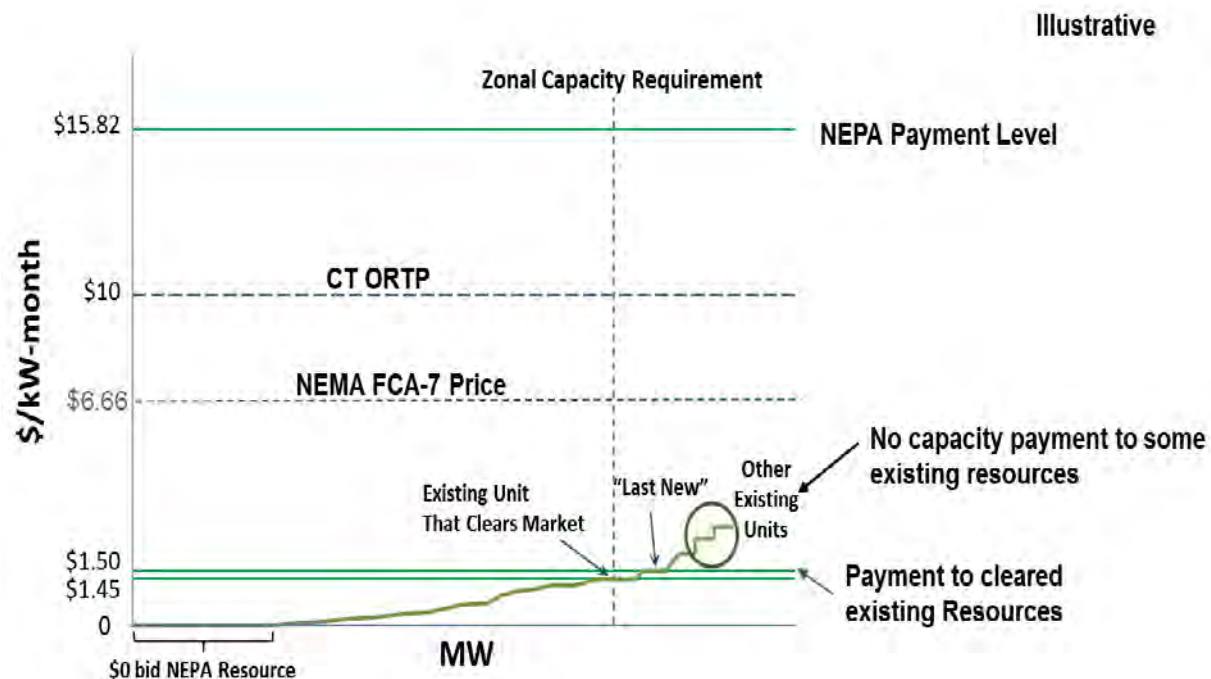 Illustrative
Zonal Capacity Requirement
$15.82
NEPA Payment Level
$/kW-month
CT ORTP
$10
NEMA FCA-7 Price
$6.66
No capacity payment to some
existing resources
Other
Existing
Units
"Last New"
Existing Unit
That Clears Market
$1.50
$1.45
Payment to cleared
existing Resources
0
MW
$0 bid NEPA Resource